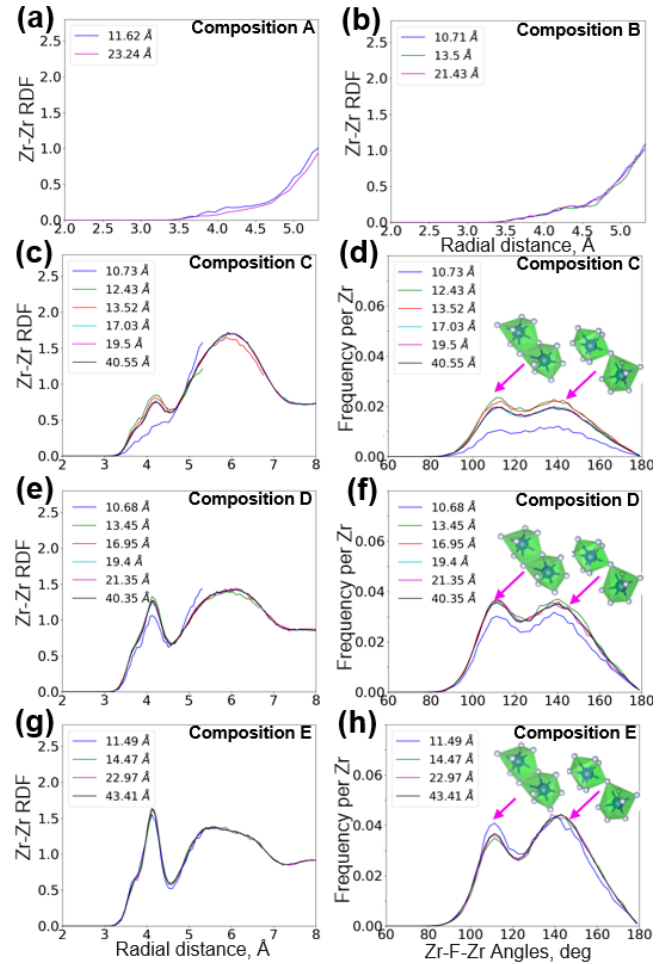 (a)
Composition A
11.62 Å
23.24 Å
Zr-Zr RDF
2.5
2.0
1.5
1.0
0.5
0.0
2.0 2.5 3.0 3.5 4.0 4.5 5.0
(b)
Composition B
10.71 Å
13.5 Å
21.43 Å
Zr-Zr RDF
2.5
2.0
1.5
1.0
0.5
0.0
2.0 2.5 3.0 3.5 4.0 4.5 5.0
Radial distance, Å
(c)
Composition C
10.73 Å
12.43 Å
13.52 Å
17.03 Å
19.5 Å
40.55 Å
Zr-Zr RDF
2.5
2.0
1.5
1.0
0.5
0.0
2 3 4 5 6 7 8
(d)
Composition C
10.73 Å
12.43 Å
13.52 Å
17.03 Å
19.5 Å
40.55 Å
Frequency per Zr
0.08
0.06
0.04
0.02
0.00
60 80 100 120 140 160 180
(e)
Composition D
10.68 Å
13.45 Å
16.95 Å
19.4 Å
21.35 Å
40.35 Å
Zr-Zr RDF
2.5
2.0
1.5
1.0
0.5
0.0
2 3 4 5 6 7 8
(f)
Composition D
10.68 Å
13.45 Å
16.95 Å
19.4 Å
21.35 Å
40.35 Å
Frequency per Zr
0.08
0.06
0.04
0.02
0.00
60 80 100 120 140 160 180
(g)
Composition E
11.49 Å
14.47 Å
22.97 Å
43.41 Å
Zr-Zr RDF
2.5
2.0
1.5
1.0
0.5
0.0
2 3 4 5 6 7 8
Radial distance, Å
(h)
Composition E
11.49 Å
14.47 Å
22.97 Å
43.41 Å
Frequency per Zr
0.08
0.06
0.04
0.02
0.00
60 80 100 120 140 160 180
Zr-F-Zr Angles, deg